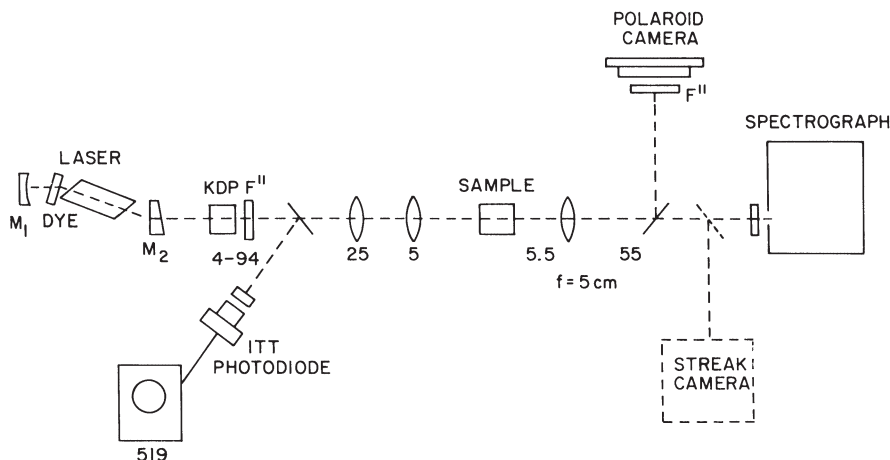 POLAROID
CAMERA
F"
SPECTROGRAPH
LASER
KDP F"
SAMPLE
M1
DYE
M2
4-94
25
5
5.5
55
f = 5 cm
ITT
PHOTODIODE
STREAK
CAMERA
519